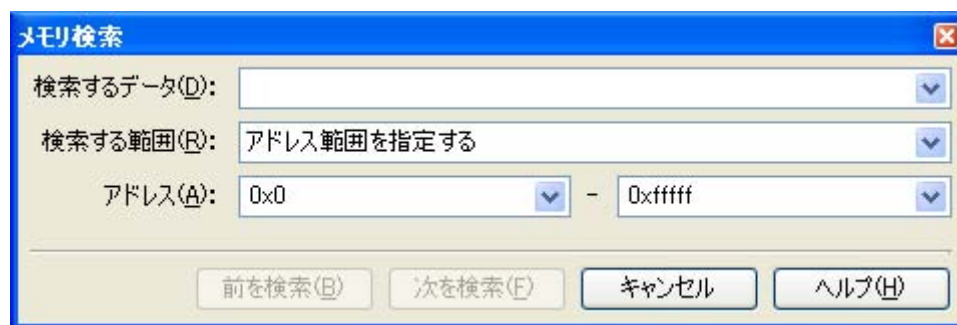 メモリ検索
検索するデータ(D):
検索する範囲(R): アドレス範囲を指定する
アドレス(A): 0x0 - 0xfffff
前を検索(B) 次を検索(F) キャンセル ヘルプ(H)